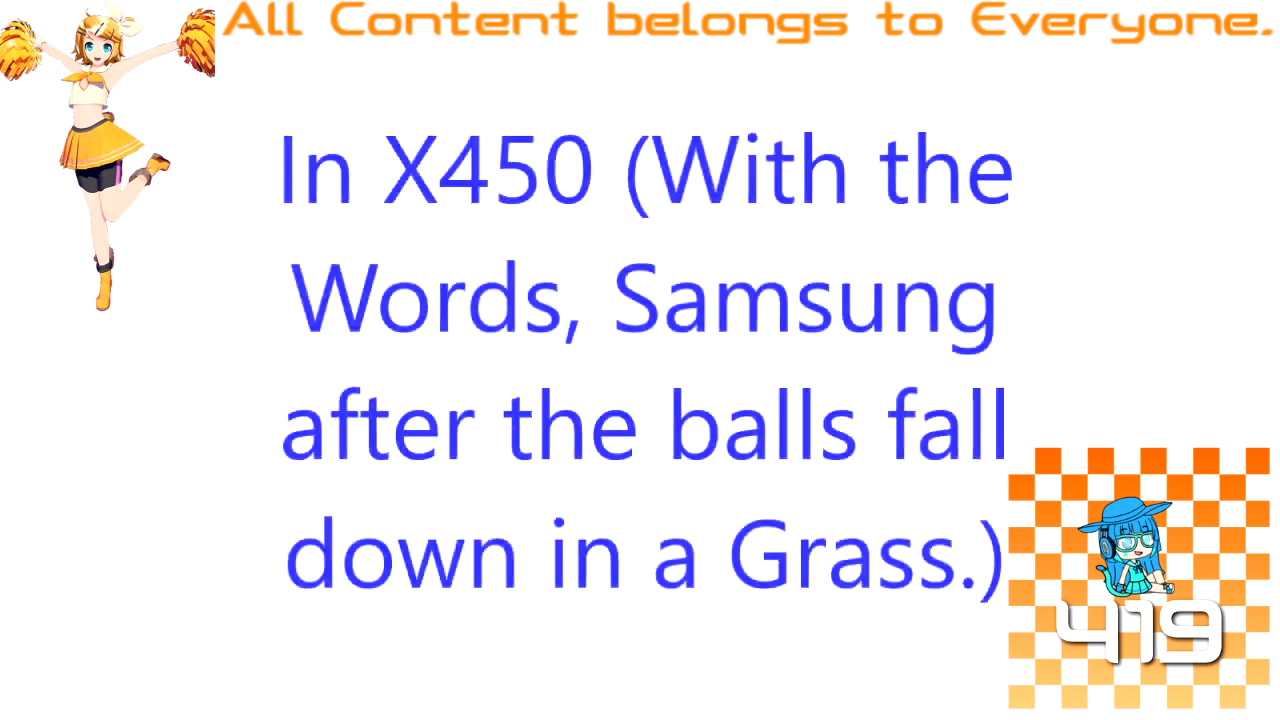 All Content belongs to Everyone.
In X450 (With the
Words, Samsung
after the balls fall
down in a Grass.)
419